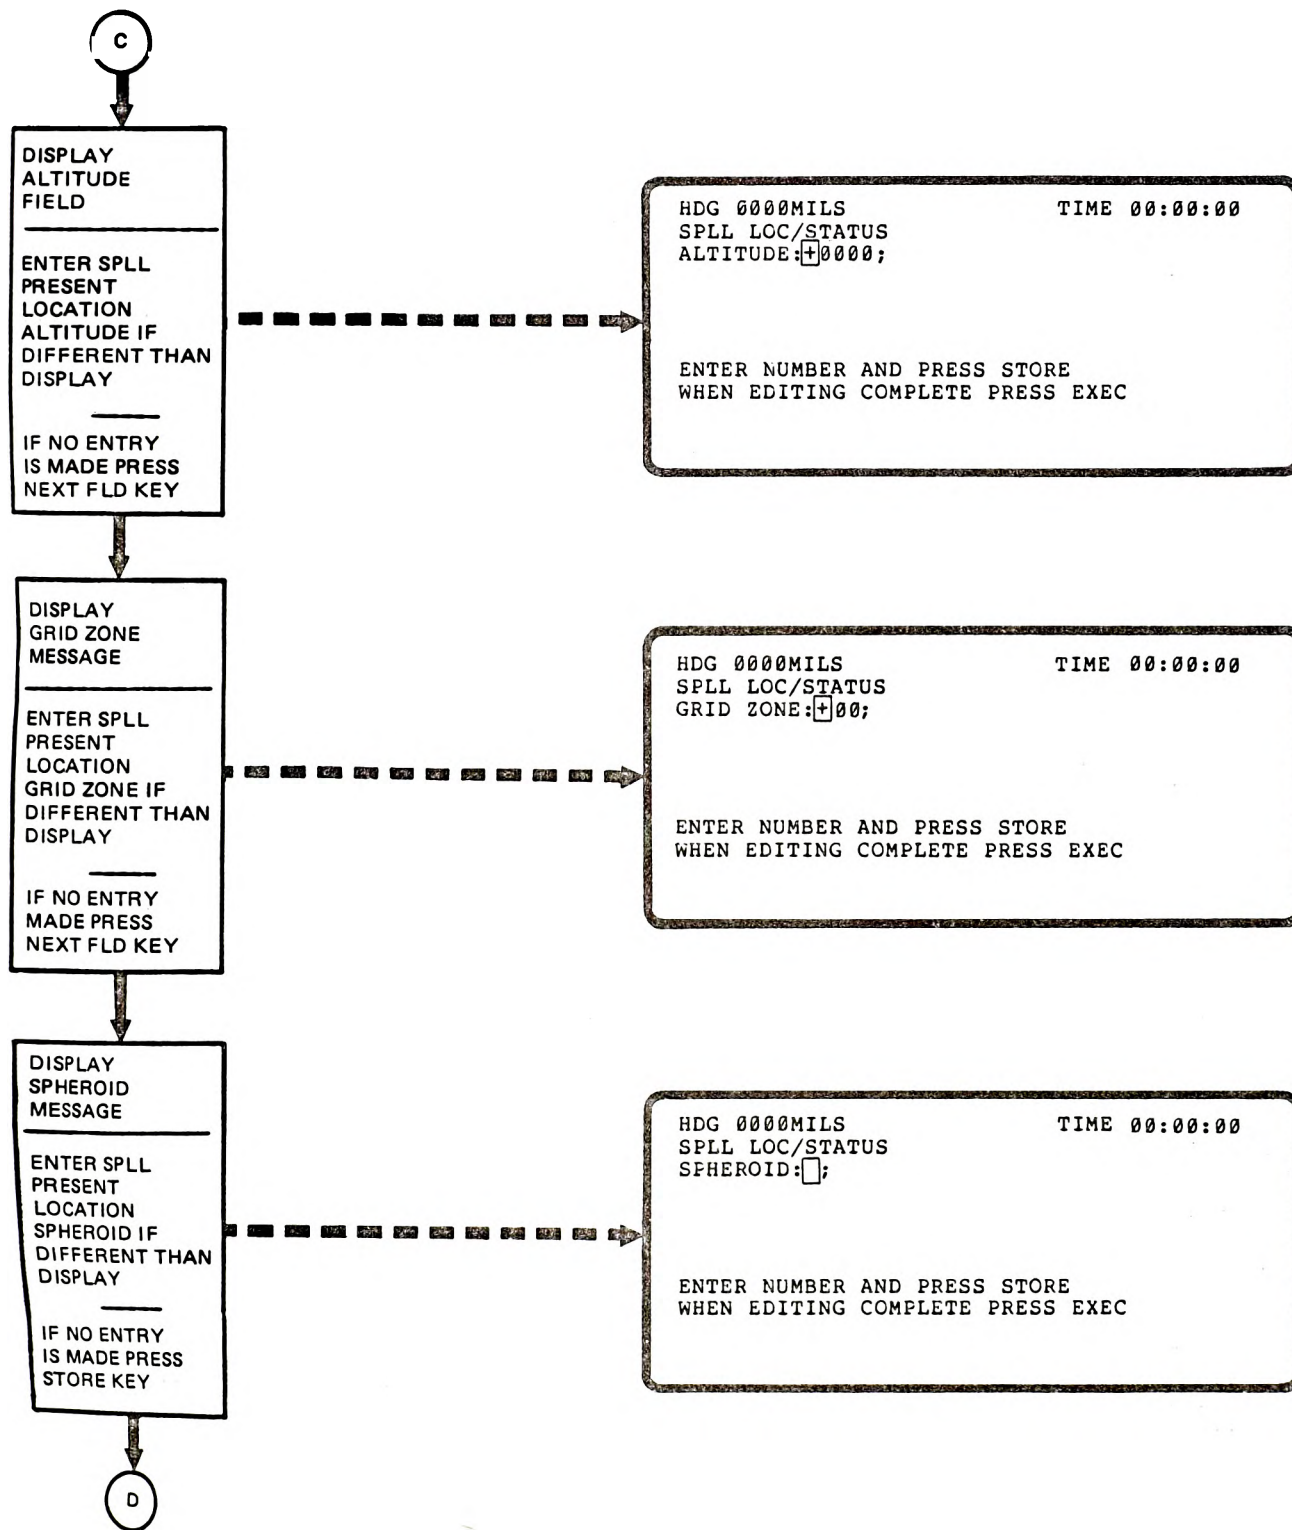 C
DISPLAY
ALTITUDE
FIELD
ENTER SPLL
PRESENT
LOCATION
ALTITUDE IF
DIFFERENT THAN
DISPLAY
IF NO ENTRY
IS MADE PRESS
NEXT FLD KEY
HDG 0000MILS TIME 00:00:00
SPLL LOC/STATUS
ALTITUDE:+0000;
ENTER NUMBER AND PRESS STORE
WHEN EDITING COMPLETE PRESS EXEC
DISPLAY
GRID ZONE
MESSAGE
ENTER SPLL
PRESENT
LOCATION
GRID ZONE IF
DIFFERENT THAN
DISPLAY
IF NO ENTRY
MADE PRESS
NEXT FLD KEY
HDG 0000MILS TIME 00:00:00
SPLL LOC/STATUS
GRID ZONE:+00;
ENTER NUMBER AND PRESS STORE
WHEN EDITING COMPLETE PRESS EXEC
DISPLAY
SPHEROID
MESSAGE
ENTER SPLL
PRESENT
LOCATION
SPHEROID IF
DIFFERENT THAN
DISPLAY
IF NO ENTRY
IS MADE PRESS
STORE KEY
HDG 0000MILS TIME 00:00:00
SPLL LOC/STATUS
SPHEROID: ;
ENTER NUMBER AND PRESS STORE
WHEN EDITING COMPLETE PRESS EXEC
D